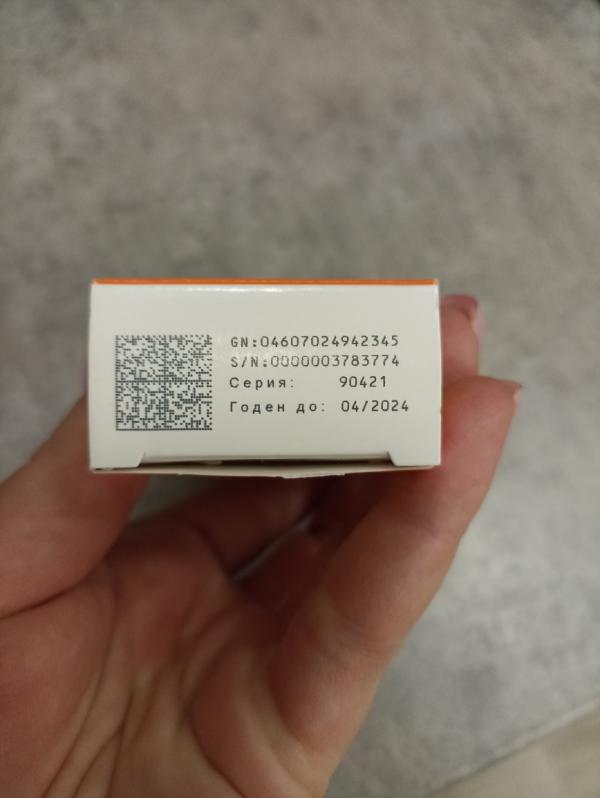 GN:04607024942345
S/N:0000003783774
Серия: 90421
Годен до: 04/2024